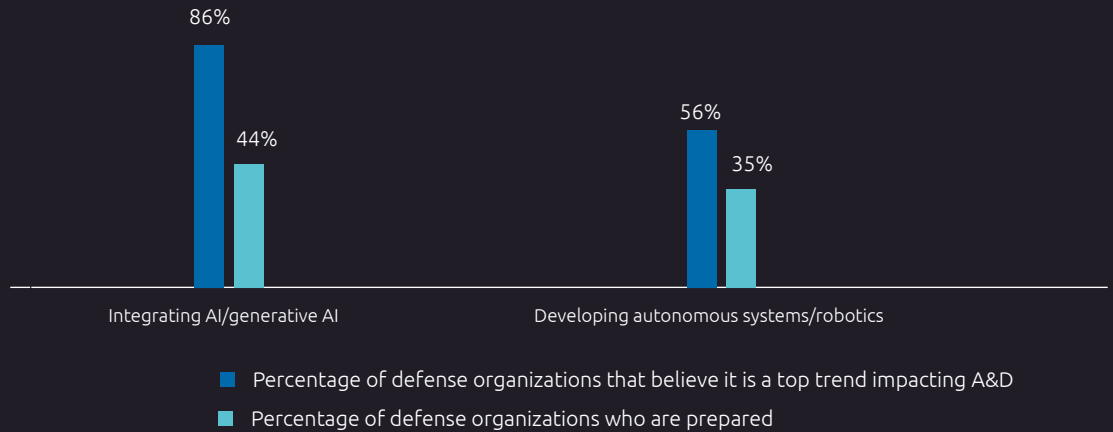 86%
44%
56%
35%
Integrating AI/generative AI
Developing autonomous systems/robotics
Percentage of defense organizations that believe it is a top trend impacting A&D
Percentage of defense organizations who are prepared